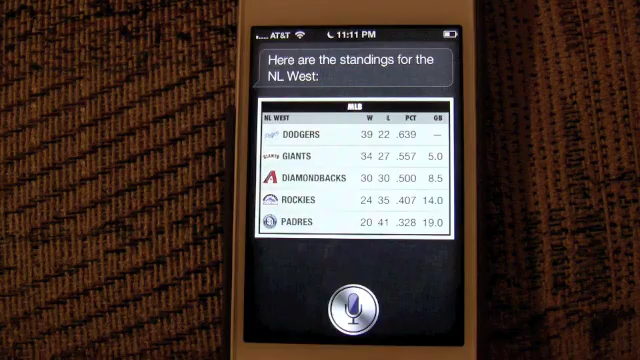 AT&T 11:11 PM
Here are the standings for the
NL West:
MLB
NL WEST W L PCT GB
DODGERS 39 22 .639 —
GIANTS 34 27 .557 5.0
DIAMONDBACKS 30 30 .500 8.5
ROCKIES 24 35 .407 14.0
PADRES 20 41 .328 19.0